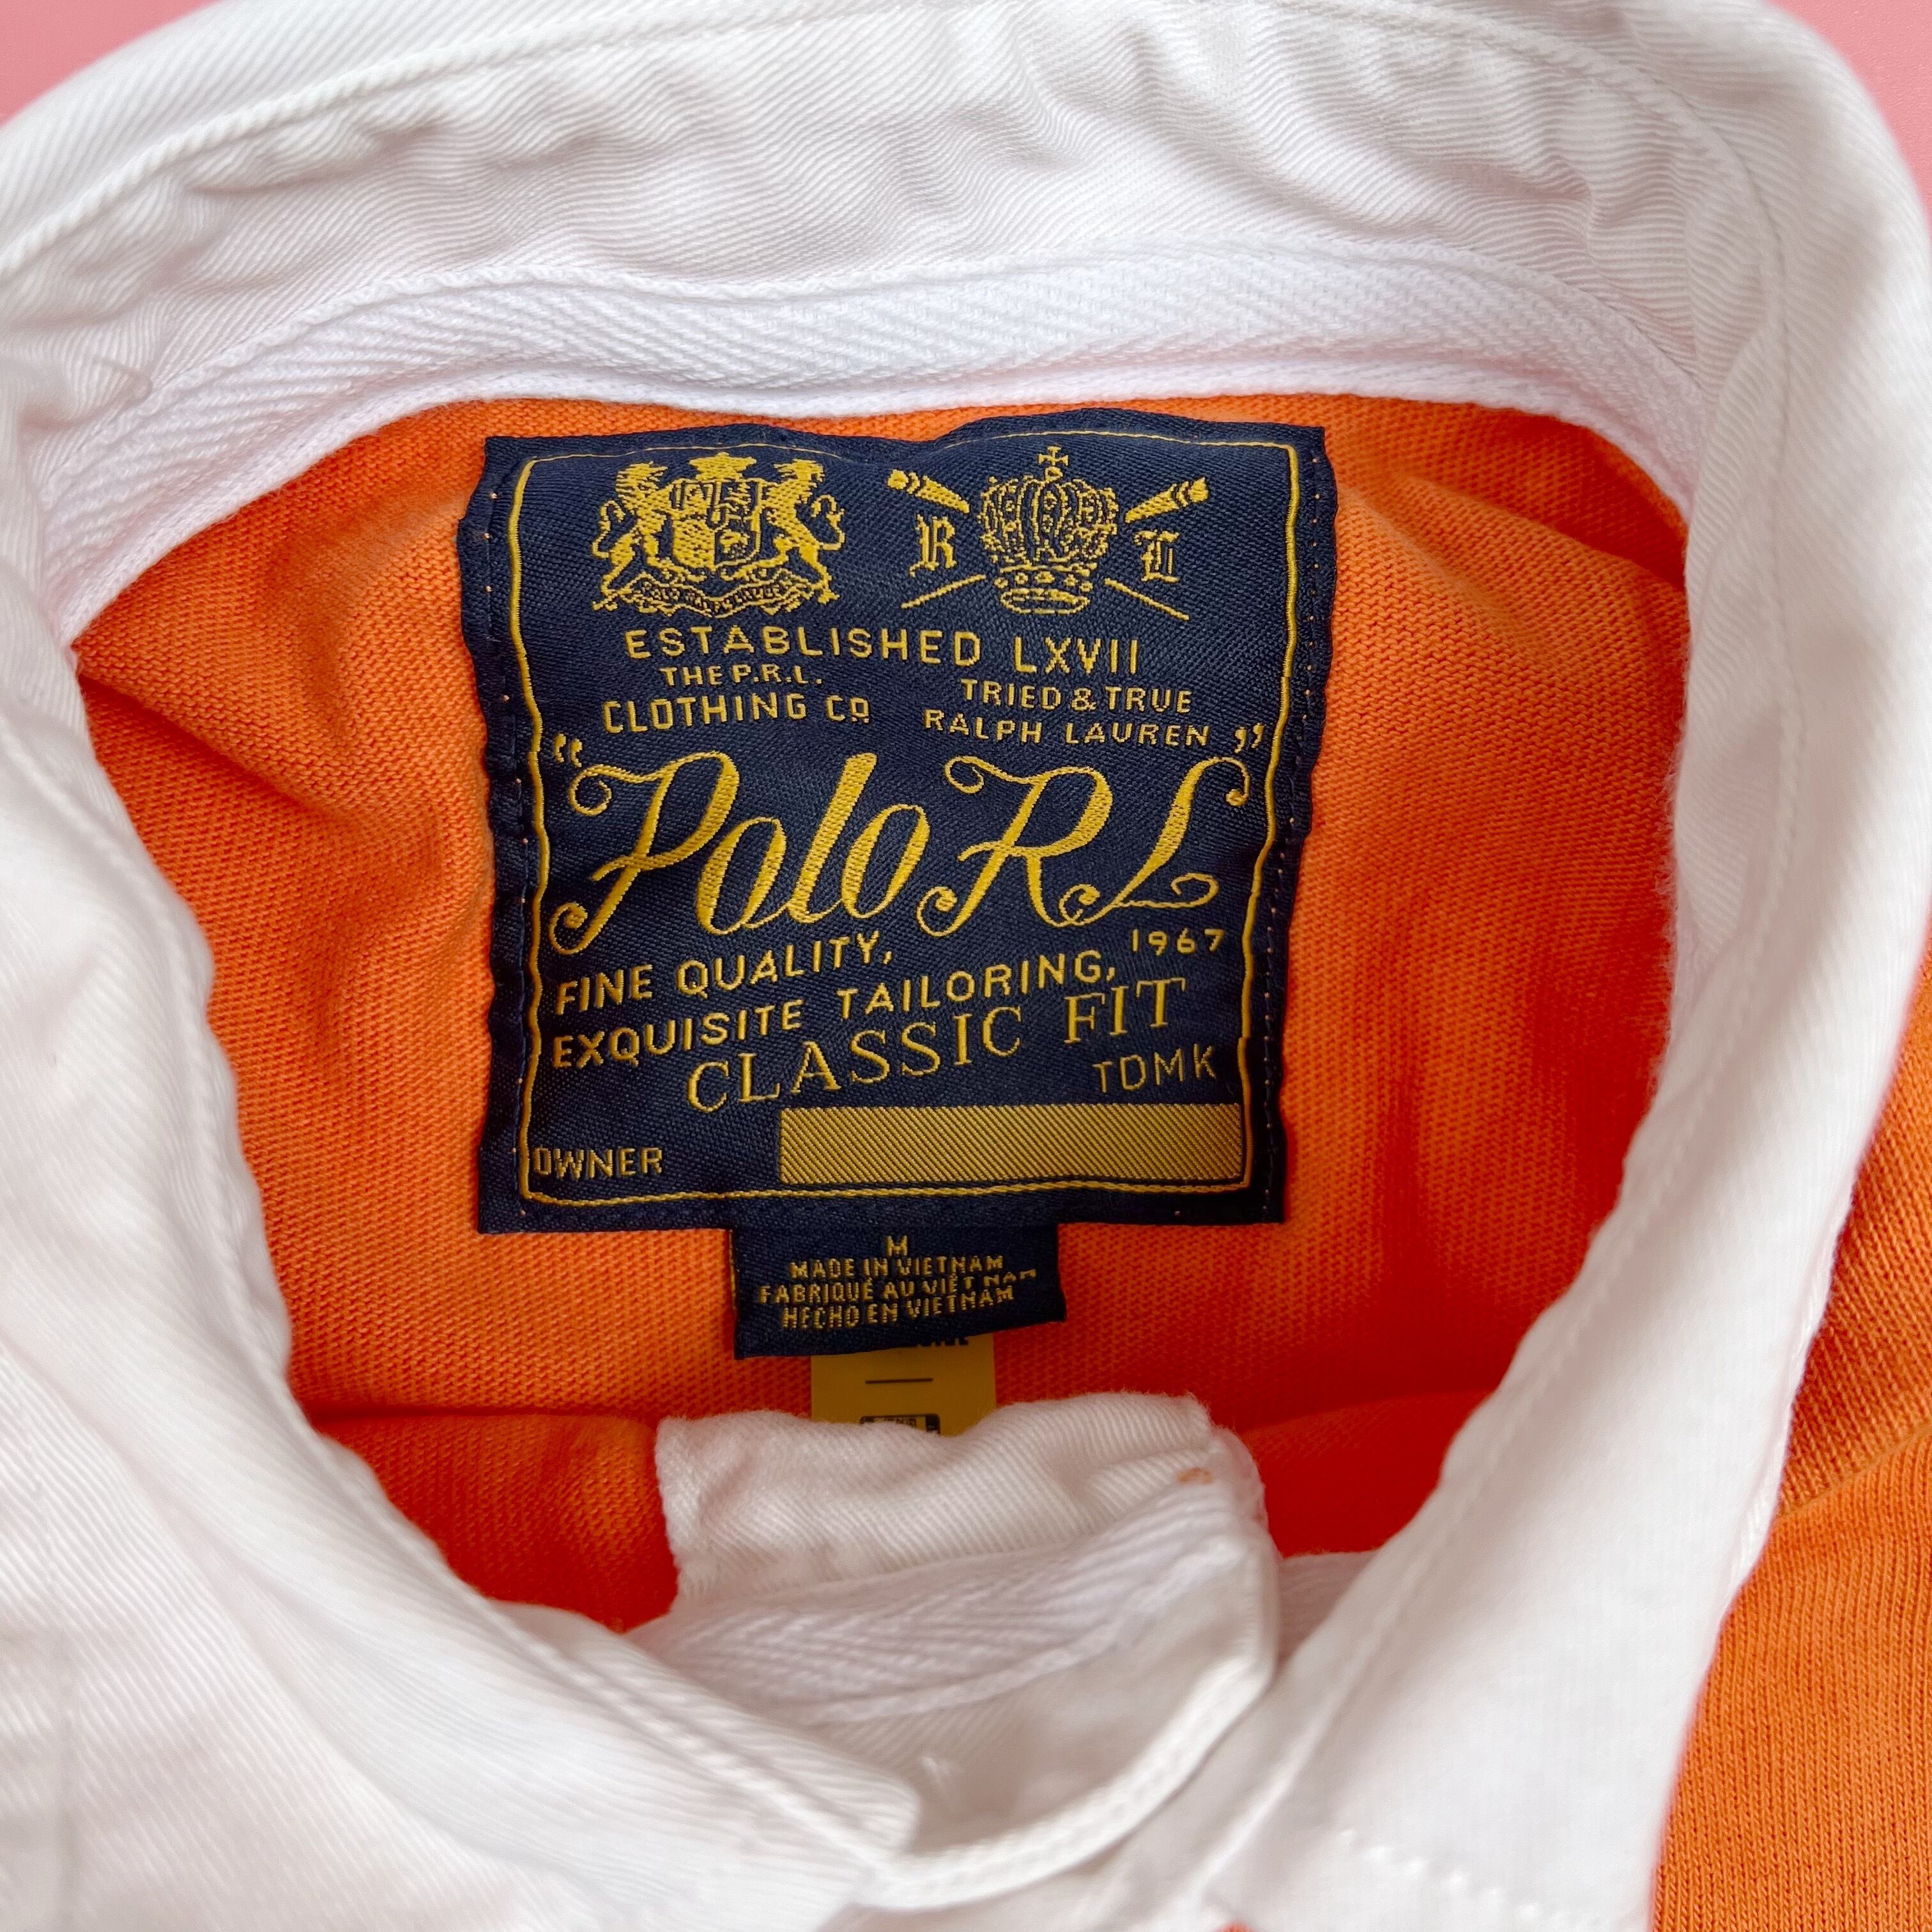 R L
ESTABLISHED LXVII
THE P.R.L.
CLOTHING CO
TRIED & TRUE
RALPH LAUREN
“Polo RL”
FINE QUALITY,
EXQUISITE TAILORING, 1967
CLASSIC FIT
TDMK
OWNER
M
MADE IN VIETNAM
FABRIQUÉ AU VIÊT NAM
HECHO EN VIETNAM